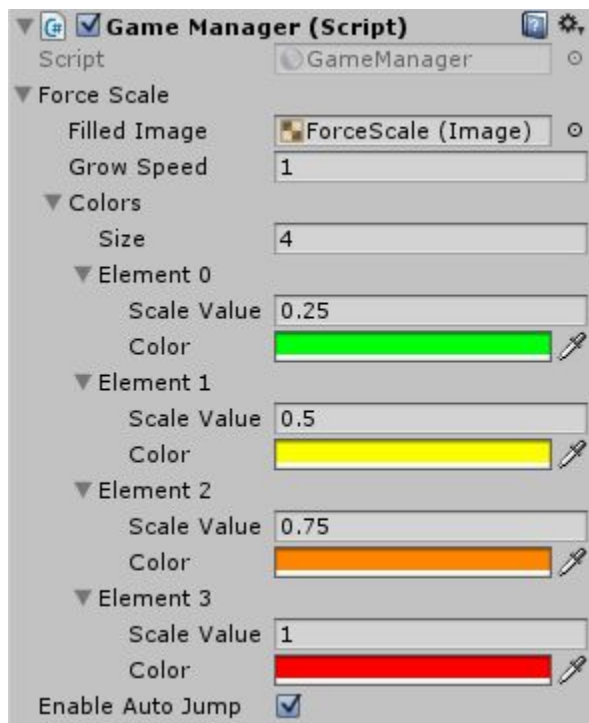 Game Manager (Script)
Script GameManager
Force Scale
Filled Image ForceScale (Image)
Grow Speed 1
Colors
Size 4
Element 0
Scale Value 0.25
Color
Element 1
Scale Value 0.5
Color
Element 2
Scale Value 0.75
Color
Element 3
Scale Value 1
Color
Enable Auto Jump